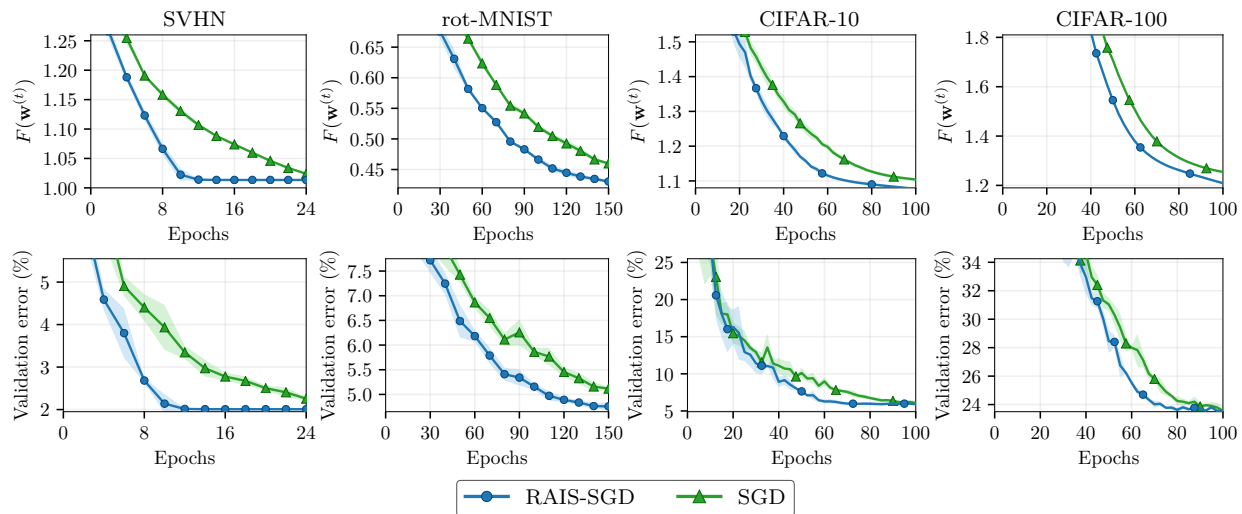 SVHN
rot-MNIST
CIFAR-10
CIFAR-100
F(w^(t))
1.25
1.20
1.15
1.10
1.05
1.00
0 8 16 24
Epochs
F(w^(t))
0.65
0.60
0.55
0.50
0.45
0 30 60 90 120 150
Epochs
F(w^(t))
1.5
1.4
1.3
1.2
1.1
0 20 40 60 80 100
Epochs
F(w^(t))
1.8
1.6
1.4
1.2
0 20 40 60 80 100
Epochs
Validation error (%)
5
4
3
2
0 8 16 24
Epochs
Validation error (%)
7.5
7.0
6.5
6.0
5.5
5.0
0 30 60 90 120 150
Epochs
Validation error (%)
25
20
15
10
5
0 20 40 60 80 100
Epochs
Validation error (%)
34
32
30
28
26
24
0 20 40 60 80 100
Epochs
RAIS-SGD SGD